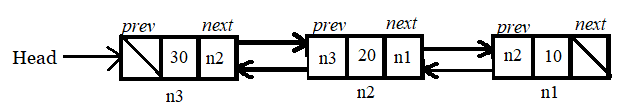 prev next prev next prev next
Head 30 n2 n3 20 n1 n2 10
n3 n2 n1